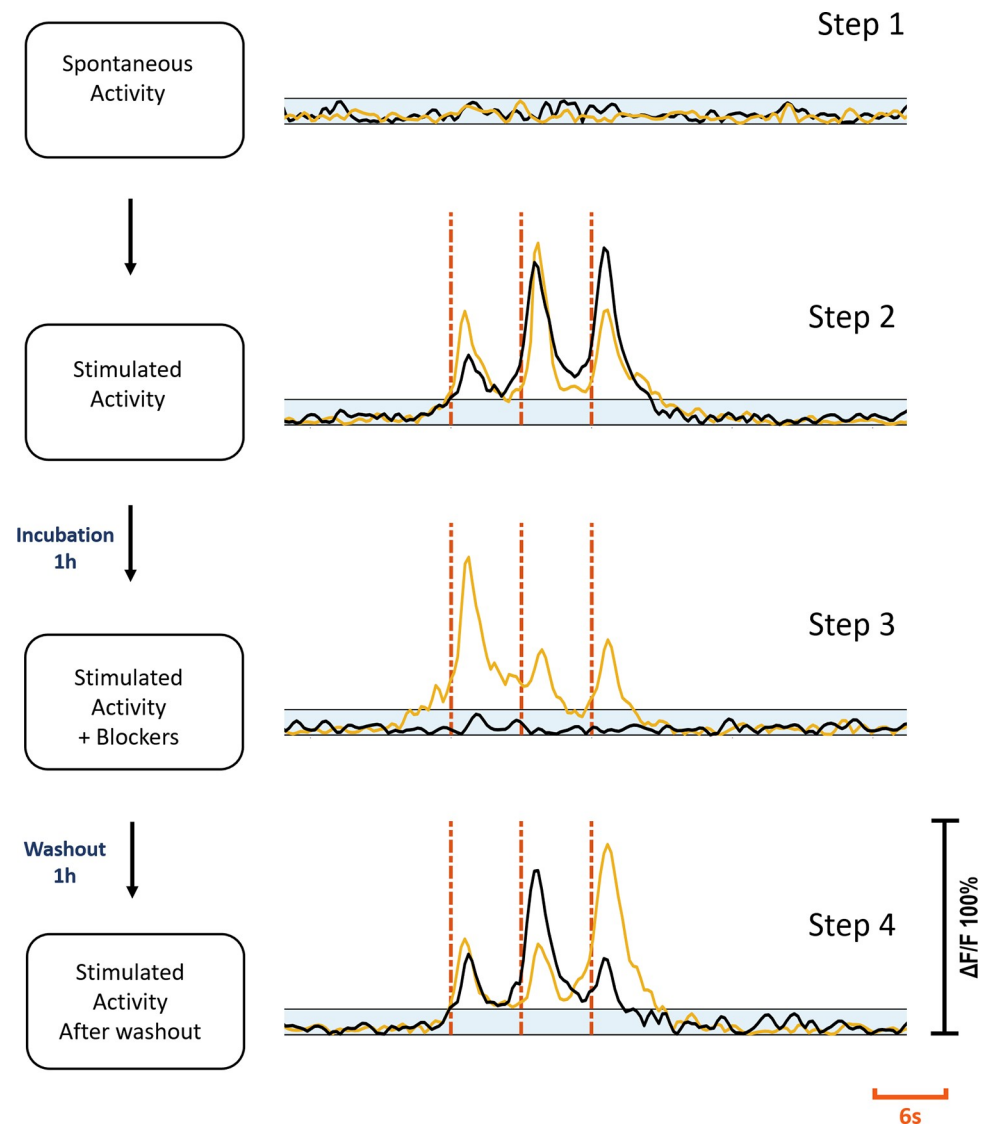 Step 1
Spontaneous
Activity
Step 2
Stimulated
Activity
Incubation
1h
Step 3
Stimulated
Activity
+ Blockers
Washout
1h
Step 4
Stimulated
Activity
After washout
ΔF/F 100%
6s